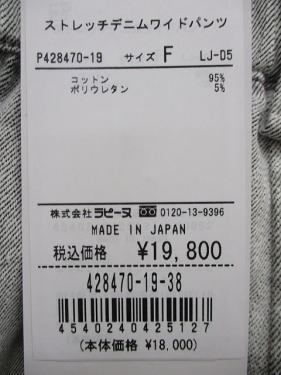 ストレッチデニムワイドパンツ
P428470-19 サイズ F LJ-D5
コットン 95%
ポリウレタン 5%
株式会社 ラピーヌ 0120-13-9396
MADE IN JAPAN
税込価格 ¥19,800
428470-19-38
4540240425127
(本体価格 ¥18,000)